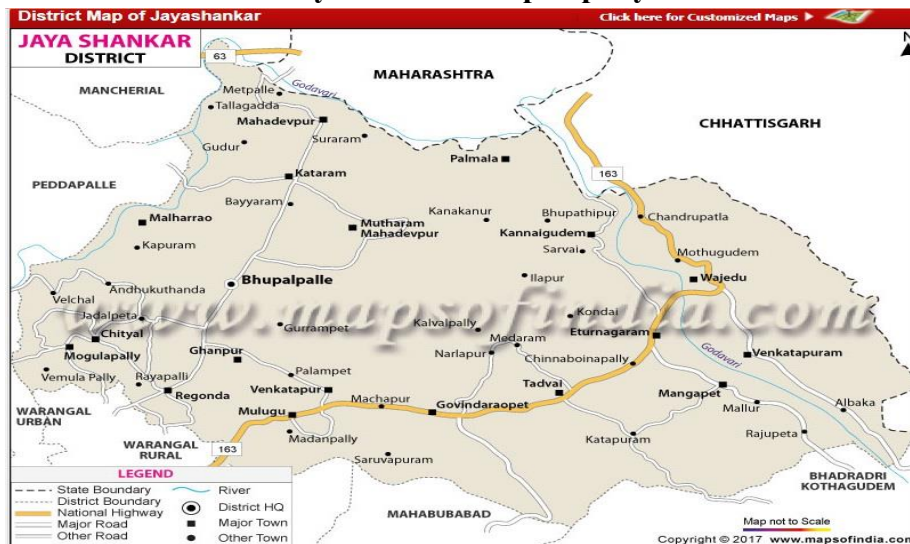 District Map of Jayashankar
Click here for Customized Maps
JAYA SHANKAR
DISTRICT
N
63
MAHARASHTRA
Godavari
MANCHERIAL
Metpalle
Tallagadda
Mahadevpur
Suraram
Gudur
CHHATTISGARH
Palmala
163
Kataram
PEDDAPALLE
Bayyaram
Malharrao
Kanakanur
Bhupathipur
Chandrupatla
Mutharam
Mahadevpur
Kannaigudem
Kapuram
Sarvai
Mothugudem
Bhupalpalle
Ilapur
Wajedu
Andhukuthanda
Velchal
Jadalpeta
www.mapsofindia.com
Gurrampet
Kalvalpally
Kondai
Chityal
Medaram
Eturnagaram
Mogulapally
Ghanpur
Narlapur
Chinnaboinapally
Godavari
Venkatapuram
Vemula Pally
Rayapalli
Palampet
Regonda
Venkatapur
Tadval
Mangapet
WARANGAL
URBAN
Mulugu
Machapur
Govindaraopet
Mallur
Albaka
WARANGAL
RURAL
163
Madanpally
Katapuram
Rajupeta
Saruvapuram
BHADRADRI
KOTHAGUDEM
MAHABUBABAD
LEGEND
State Boundary
District Boundary
National Highway
Major Road
Other Road
River
District HQ
Major Town
Other Town
Map not to Scale
Copyright © 2017 www.mapsofindia.com